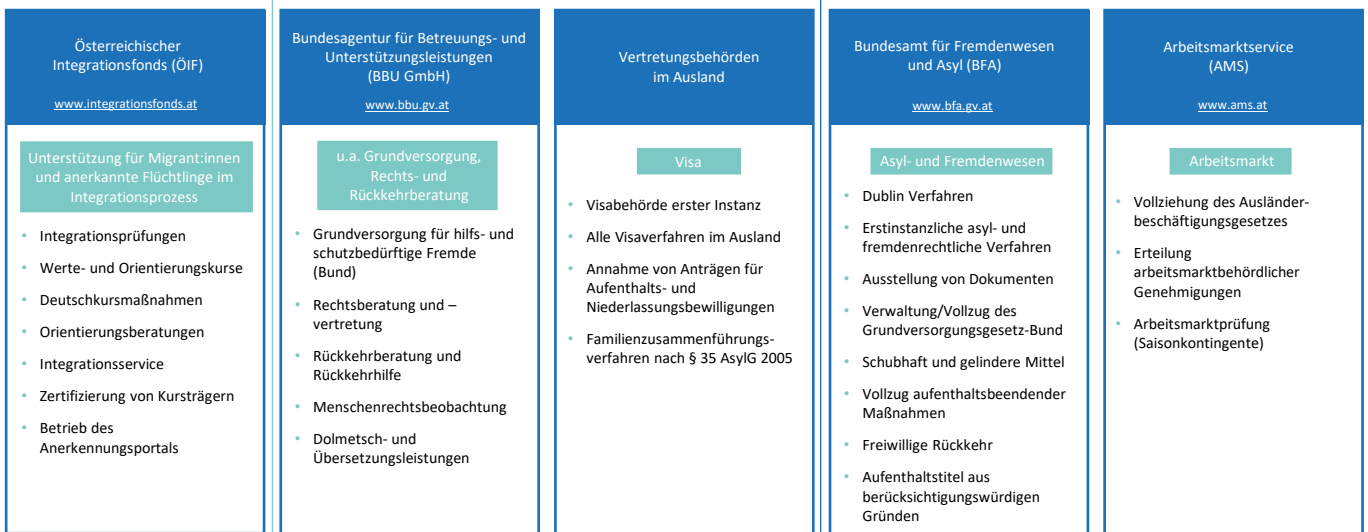 Österreichischer
Integrationsfonds (ÖIF)
www.integrationsfonds.at
Unterstützung für Migrant:innen
und anerkannte Flüchtlinge im
Integrationsprozess
• Integrationsprüfungen
• Werte- und Orientierungskurse
• Deutschkursmaßnahmen
• Orientierungsberatungen
• Integrationsservice
• Zertifizierung von Kursträgern
• Betrieb des
Anerkennungsportals
Bundesagentur für Betreuungs- und
Unterstützungsleistungen
(BBU GmbH)
www.bbu.gv.at
u.a. Grundversorgung,
Rechts- und
Rückkehrberatung
• Grundversorgung für hilfs- und
schutzbedürftige Fremde
(Bund)
• Rechtsberatung und –
vertretung
• Rückkehrberatung und
Rückkehrhilfe
• Menschenrechtsbeobachtung
• Dolmetsch- und
Übersetzungsleistungen
Vertretungsbehörden
im Ausland
Visa
• Visabehörde erster Instanz
• Alle Visaverfahren im Ausland
• Annahme von Anträgen für
Aufenthalts- und
Niederlassungsbewilligungen
• Familienzusammenführungs-
verfahren nach § 35 AsylG 2005
Bundesamt für Fremdenwesen
und Asyl (BFA)
www.bfa.gv.at
Asyl- und Fremdenwesen
• Dublin Verfahren
• Erstinstanzliche asyl- und
fremdenrechtliche Verfahren
• Ausstellung von Dokumenten
• Verwaltung/Vollzug des
Grundversorgungsgesetz-Bund
• Schubhaft und gelindere Mittel
• Vollzug aufenthaltsbeendender
Maßnahmen
• Freiwillige Rückkehr
• Aufenthaltstitel aus
berücksichtigungswürdigen
Gründen
Arbeitsmarktservice
(AMS)
www.ams.at
Arbeitsmarkt
• Vollziehung des Ausländer-
beschäftigungsgesetzes
• Erteilung
arbeitsmarktbehördlicher
Genehmigungen
• Arbeitsmarktprüfung
(Saisonkontingente)